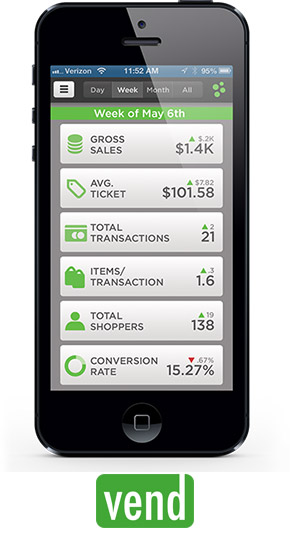 Verizon 11:52 AM 95%
Day Week Month All
Week of May 6th
GROSS SALES
$.2K
$1.4K
AVG. TICKET
$7.82
$101.58
TOTAL TRANSACTIONS
2
21
ITEMS/ TRANSACTION
.3
1.6
TOTAL SHOPPERS
19
138
CONVERSION RATE
.67%
15.27%
vend